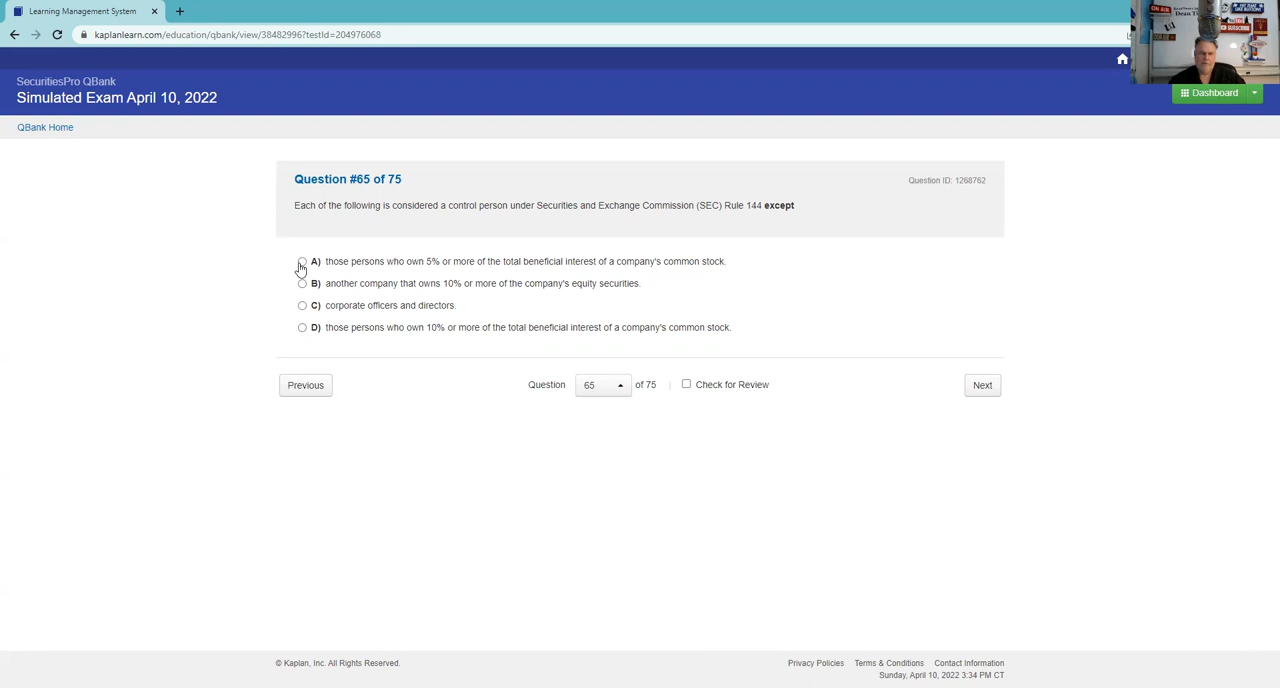 Learning Management System
kaplanlearn.com/education/qbank/view/38482996?testId=204976068
SecuritiesPro QBank
Simulated Exam April 10, 2022
Dashboard
QBank Home
Question #65 of 75
Question ID: 1268762
Each of the following is considered a control person under Securities and Exchange Commission (SEC) Rule 144 except
A) those persons who own 5% or more of the total beneficial interest of a company's common stock.
B) another company that owns 10% or more of the company's equity securities.
C) corporate officers and directors.
D) those persons who own 10% or more of the total beneficial interest of a company's common stock.
Previous
Question 65 of 75 | Check for Review
Next
© Kaplan, Inc. All Rights Reserved.
Privacy Policies Terms & Conditions Contact Information
Sunday, April 10, 2022 3:34 PM CT